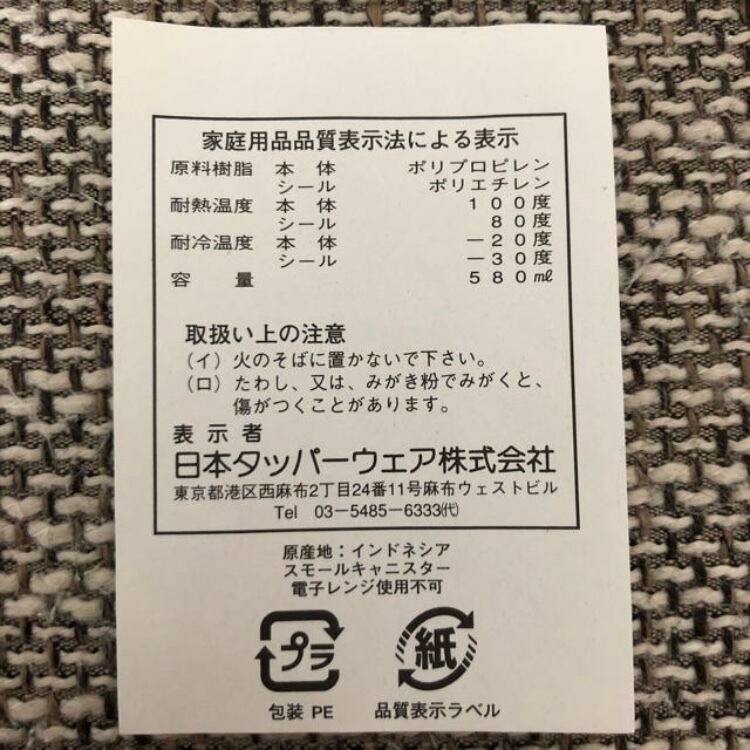 家庭用品品質表示法による表示
原料樹脂 本体 ポリプロピレン
シール ポリエチレン
耐熱温度 本体 100度
シール 80度
耐冷温度 本体 −20度
シール −30度
容量 580㎖
取扱い上の注意
(イ) 火のそばに置かないで下さい。
(ロ) たわし、又は、みがき粉でみがくと、
傷がつくことがあります。
表示者
日本タッパーウェア株式会社
東京都港区西麻布2丁目24番11号麻布ウェストビル
Tel 03−5485−6333㈹
原産地：インドネシア
スモールキャニスター
電子レンジ使用不可
プラ 紙
包装 PE 品質表示ラベル